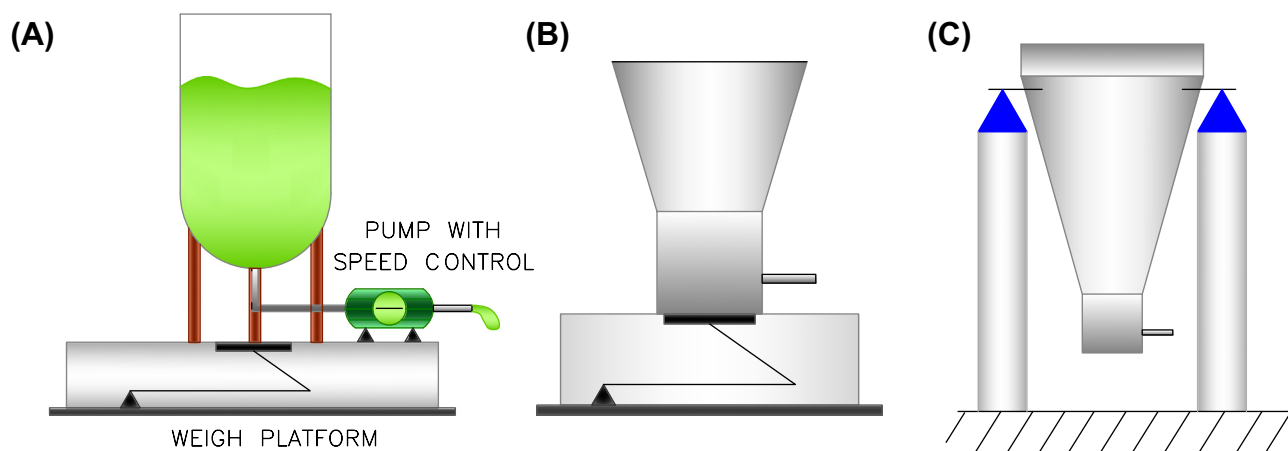 (A)
(B)
(C)
PUMP WITH
SPEED CONTROL
WEIGH PLATFORM